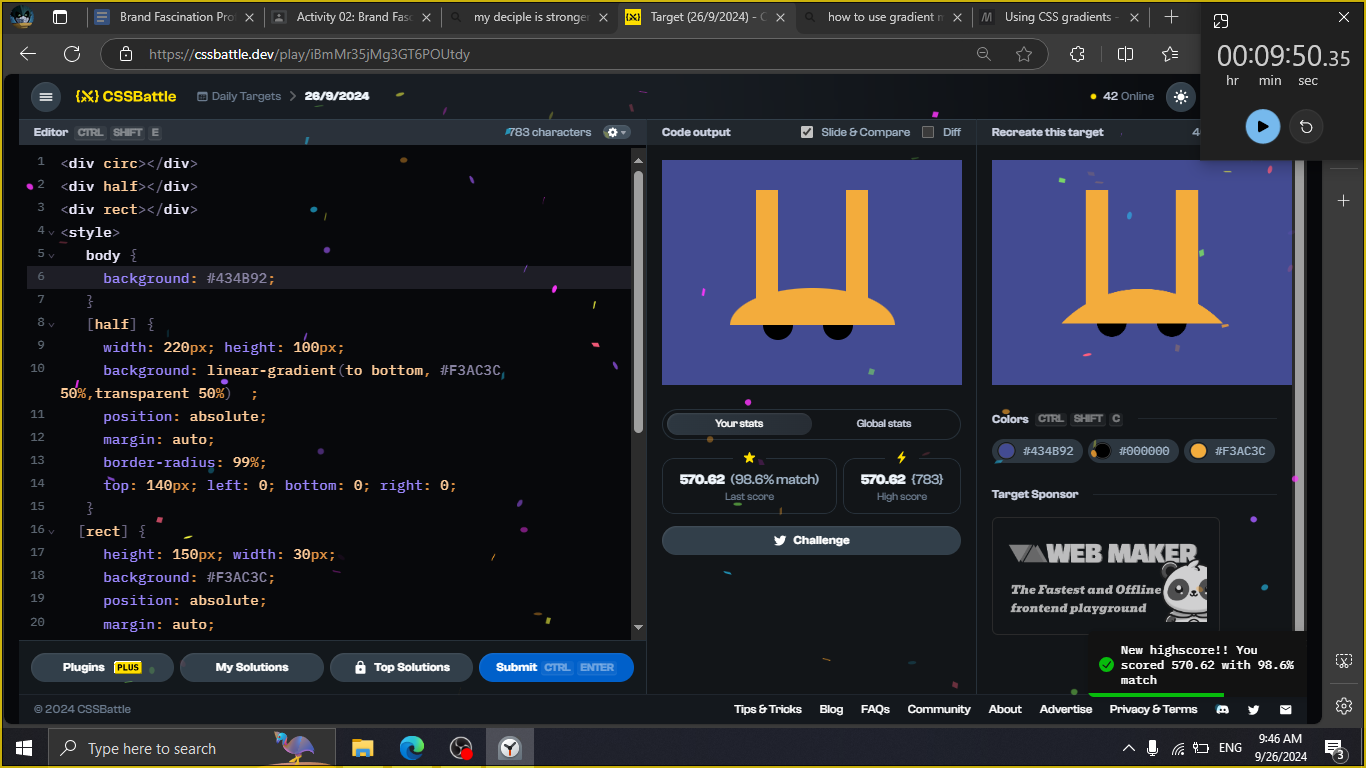 Brand Fascination Pro
Activity 02: Brand Fas
my deciple is stronge
Target (26/9/2024) - C
how to use gradient m
Using CSS gradients -
00:09:50.35
hr min sec
https://cssbattle.dev/play/iBmMr35jMg3GT6POUtdy
CSSBattle
Daily Targets > 26/9/2024
42 Online
Editor CTRL SHIFT E
783 characters
Code output
Slide & Compare
Diff
Recreate this target
1 <div circ></div>
2 <div half></div>
3 <div rect></div>
4 <style>
5 body {
6 background: #434B92;
7 }
8 [half] {
9 width: 220px; height: 100px;
10 background: linear-gradient(to bottom, #F3AC3C
50%,transparent 50%) ;
11 position: absolute;
12 margin: auto;
13 border-radius: 99%;
14 top: 140px; left: 0; bottom: 0; right: 0;
15 }
16 [rect] {
17 height: 150px; width: 30px;
18 background: #F3AC3C;
19 position: absolute;
20 margin: auto;
Your stats
Global stats
570.62 (98.6% match)
Last score
570.62 {783}
High score
Challenge
Colors CTRL SHIFT C
#434B92
#000000
#F3AC3C
Target Sponsor
WEB MAKER
The Fastest and Offline
frontend playground
New highscore!! You
scored 570.62 with 98.6%
match
Plugins PLUS
My Solutions
Top Solutions
Submit CTRL ENTER
© 2024 CSSBattle
Tips & Tricks
Blog
FAQs
Community
About
Advertise
Privacy & Terms
Type here to search
ENG
9:46 AM
9/26/2024
3